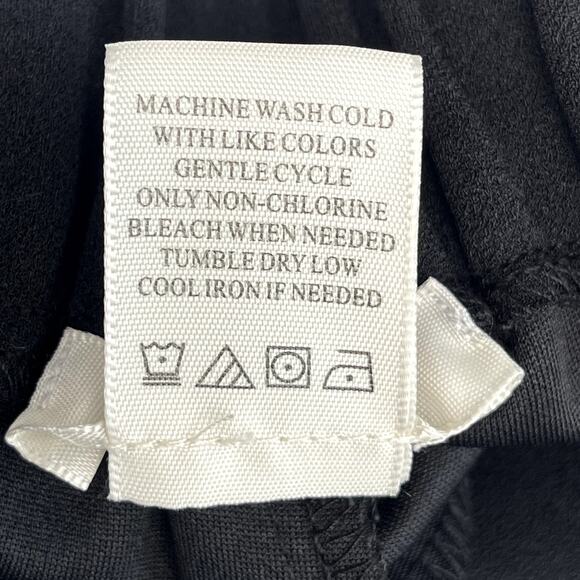 MACHINE WASH COLD
WITH LIKE COLORS
GENTLE CYCLE
ONLY NON-CHLORINE
BLEACH WHEN NEEDED
TUMBLE DRY LOW
COOL IRON IF NEEDED